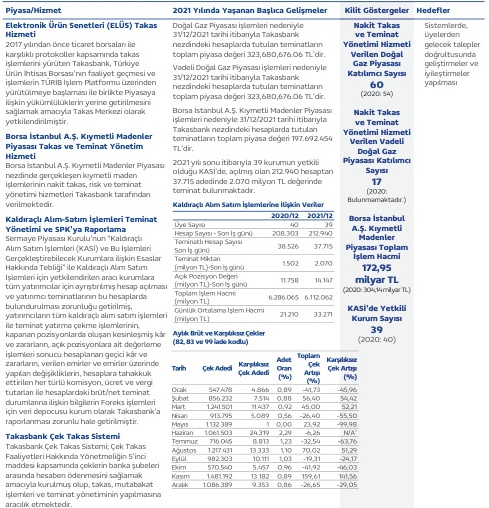 Piyasa/Hizmet
2021 Yılında Yaşanan Başlıca Gelişmeler
Kilit Göstergeler
Hedefler
Elektronik Ürün Senetleri (ELÜS) Takas
Hizmeti
2017 yılından önce ticaret borsaları ile
karşılıklı protokoller kapsamında takas
işlemlerini yürüten Takasbank, Türkiye
Ürün İhtisas Borsası'nın faaliyet geçmesi ve
işlemlerin TÜRİB İşlem Platformu üzerinden
yürütülmeye başlaması ile birlikte Piyasaya
ilişkin yükümlülüklerin yerine getirilmesini
sağlamak amacıyla Takas Merkezi olarak
yetkilendirilmiştir.
Borsa İstanbul A.Ş. Kıymetli Madenler
Piyasası Takas ve Teminat Yönetim
Hizmeti
Borsa İstanbul A.Ş. Kıymetli Madenler Piyasası
nezdinde gerçekleşen kıymetli maden
işlemlerinin nakit takas, risk ve teminat
yönetimi hizmetleri Takasbank tarafından
verilmektedir.
Kaldıraçlı Alım-Satım İşlemleri Teminat
Yönetimi ve SPK'ya Raporlama
Sermaye Piyasası Kurulu'nun "Kaldıraçlı
Alım Satım İşlemleri (KASİ) ve Bu İşlemleri
Gerçekleştirebilecek Kurumlara ilişkin Esaslar
Hakkında Tebliği" ile Kaldıraçlı Alım Satım
İşlemleri için yetkilendirilen aracı kurumlara
tüm yatırımcılar için ayrıştırılmış hesap açılması
ve yatırımcı teminatlarının bu hesaplarda
bulundurulması zorunluğu getirilmiş,
yatırımcıların tüm kaldıraçlı alım satım işlemleri
ile teminat yatırma çekme işlemlerinin,
kapanan pozisyonlarda oluşan kesinleşmiş kâr
ve zararların, açık pozisyonlara ait değerleme
işlemleri sonucu hesaplanan geçici kâr ve
zararların, verilen emirler ve emirler üzerinde
yapılan değişikliklerin, hesaplara tahakkuk
ettirilen her türlü komisyon, ücret ve vergi
tutarları ile hesaplardaki brüt/net teminat
durumlarına ilişkin bilgilerin Foreks işlemleri
için veri depocusu kurum olarak Takasbank'a
raporlanması zorunlu hale getirilmiştir.
Takasbank Çek Takas Sistemi
Takasbank Çek Takas Sistemi; Çek Takas
Faaliyetleri Hakkında Yönetmeliğin 5'inci
maddesi kapsamında çeklerin banka şubeleri
arasında hesaben ödenmesini sağlamak
amacıyla kurulmuş olup, takas, mutabakat
işlemleri ve teminat yönetiminin yapılmasına
aracılık etmektedir.
Doğal Gaz Piyasası işlemleri nedeniyle
31/12/2021 tarihi itibarıyla Takasbank
nezdindeki hesaplarda tutulan teminatların
toplam piyasa değeri 323,680,676.06 TL'dir.
Vadeli Doğal Gaz Piyasası işlemleri nedeniyle
31/12/2021 tarihi itibarıyla Takasbank
nezdindeki hesaplarda tutulan teminatların
toplam piyasa değeri 323,680,676.06 TL'dir.
Borsa İstanbul A.Ş. Kıymetli Madenler Piyasası
işlemleri nedeniyle 31/12/2021 tarihi itibarıyla
Takasbank nezdindeki hesaplarda tutulan
teminatların toplam piyasa değeri 197.692.454
TL'dir.
2021 yılı sonu itibarıyla 39 kurumun yetkili
olduğu KASİ'de, açılmış olan 212.940 hesaptan
37.715 adedinde 2.070 milyon TL değerinde
teminat bulunmaktadır.
Kaldıraçlı Alım-Satım İşlemlerine İlişkin Veriler
2020/12 2021/12
Üye Sayısı 40 39
Hesap Sayısı - Son iş günü 208.303 212.940
Teminatlı Hesap Sayısı
Son iş günü 38.526 37.715
Teminat Miktarı
(milyon TL)-Son iş günü 1.502 2.070
Açık Pozisyon Değeri
(milyon TL)-Son iş günü 11.758 14.147
Toplam İşlem Hacmi
(milyon TL) 6.286.065 6.112.062
Günlük Ortalama İşlem Hacmi
(milyon TL) 21.210 33.271
Aylık Brüt ve Karşılıksız Çekler
(82, 83 ve 99 iade kodlu)
Tarih Çek Adedi Karşılıksız Çek Adedi Adet Oran (%) Toplam Çek Artışı (%) Karşılıksız Çek Artışı (%)
Ocak 547.478 4.866 0,89 -41,73 -45,96
Şubat 856.232 7.514 0,88 56,40 54,42
Mart 1.241.501 11.437 0,92 45,00 52,21
Nisan 913.795 5.089 0,56 -26,40 -55,50
Mayıs 1.132.389 1 0,00 23,92 -99,98
Haziran 1.061.503 24.319 2,29 -6,26 N/A
Temmuz 716.045 8.813 1,23 -32,54 -63,76
Ağustos 1.217.431 13.333 1,10 70,02 51,29
Eylül 982.303 10.111 1,03 -19,31 -24,17
Ekim 570.540 5.457 0,96 -41,92 -46,03
Kasım 1.481.192 13.182 0,89 159,61 141,56
Aralık 1.086.389 9.353 0,86 -26,65 -29,05
Nakit Takas
ve Teminat
Yönetimi Hizmeti
Verilen Doğal
Gaz Piyasası
Katılımcı Sayısı
60
(2020: 54)
Nakit Takas
ve Teminat
Yönetimi Hizmeti
Verilen Vadeli
Doğal Gaz
Piyasası Katılımcı
Sayısı
17
(2020:
Bulunmamaktadır.)
Borsa İstanbul
A.Ş. Kıymetli
Madenler
Piyasası Toplam
İşlem Hacmi
172,95
milyar TL
(2020: 304,14 milyar TL)
KASİ'de Yetkili
Kurum Sayısı
39
(2020: 40)
Sistemlerde,
üyelerden
gelecek talepler
doğrultusunda
geliştirmeler ve
iyileştirmeler
yapılması